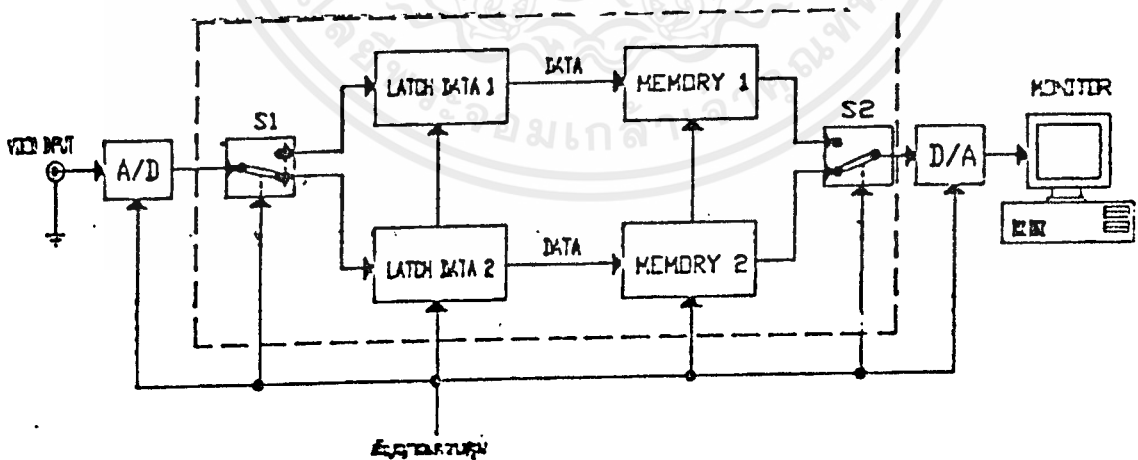 S1
A/D
LATCH DATA 1
DATA
MEMORY 1
S2
D/A
MONITOR
LATCH DATA 2
DATA
MEMORY 2
VIDEO INPUT